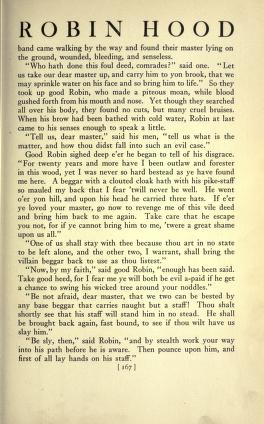 ROBIN HOOD
band came walking by the way and found their master lying on
the ground, wounded, bleeding, and senseless.
"Who hath done this foul deed, comrades?" said one. "Let
us take our dear master up, and carry him to yon brook, that we
may sprinkle water on his face and so bring him to life." So they
took up good Robin, who made a piteous moan, while blood
gushed forth from his mouth and nose. Yet though they searched
all over his body, they found no cuts, but many cruel bruises.
When his brow had been bathed with cold water, Robin at last
came to his senses enough to speak a little.
"Tell us, dear master," said his men, "tell us what is the
matter, and how thou didst fall into such an evil case."
Good Robin sighed deep e'er he began to tell of his disgrace.
"For twenty years and more have I been outlaw and forester
in this wood, yet I was never so hard bestead as ye have found
me here. A beggar with a clouted cloak hath with his pike-staff
so mauled my back that I fear 'twill never be well. He went
o'er yon hill, and upon his head he carried three hats. If e'er
ye loved your master, go now to revenge me of this vile deed
and bring him back to me again. Take care that he escape
you not, for if ye cannot bring him to me, 'twere a great shame
upon us all."
"One of us shall stay with thee because thou art in no state
to be left alone, and the other two, I warrant, shall bring the
villain beggar back to use as thou listest."
"Now, by my faith," said good Robin, "enough has been said.
Take good heed, for I fear me ye will both be evil a-paid if he get
a chance to swing his wicked tree around your noddles."
"Be not afraid, dear master, that we two can be bested by
any base beggar that carries naught but a staff! Thou shalt
shortly see that his staff will stand him in no stead. He shall
be brought back again, fast bound, to see if thou wilt have us
slay him."
"Be sly, then," said Robin, "and by stealth work your way
into his path before he is aware. Then pounce upon him, and
first of all lay hands on his staff."
[167]